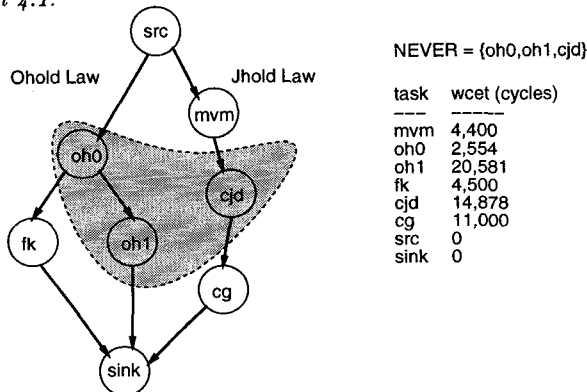 4.1.
src
NEVER = {oh0,oh1,cjd}
Ohold Law
Jhold Law
task wcet (cycles)
mvm 4,400
oh0 2,554
oh1 20,581
fk 4,500
cjd 14,878
cg 11,000
src 0
sink 0
mvm
oh0
cjd
fk
oh1
cg
sink